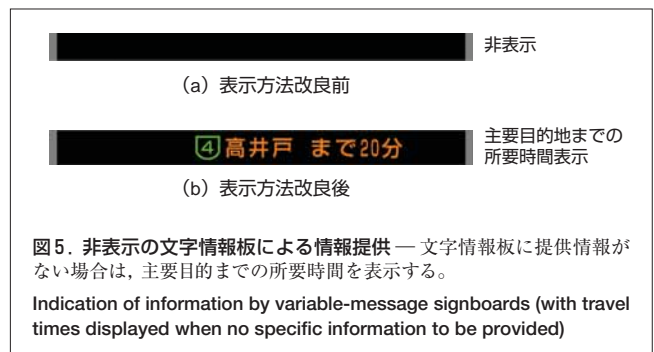 非表示
(a) 表示方法改良前
④高井戸 まで20分
主要目的地までの
所要時間表示
(b) 表示方法改良後
図5. 非表示の文字情報板による情報提供 — 文字情報板に提供情報が
ない場合は，主要目的までの所要時間を表示する。
Indication of information by variable-message signboards (with travel
times displayed when no specific information to be provided)